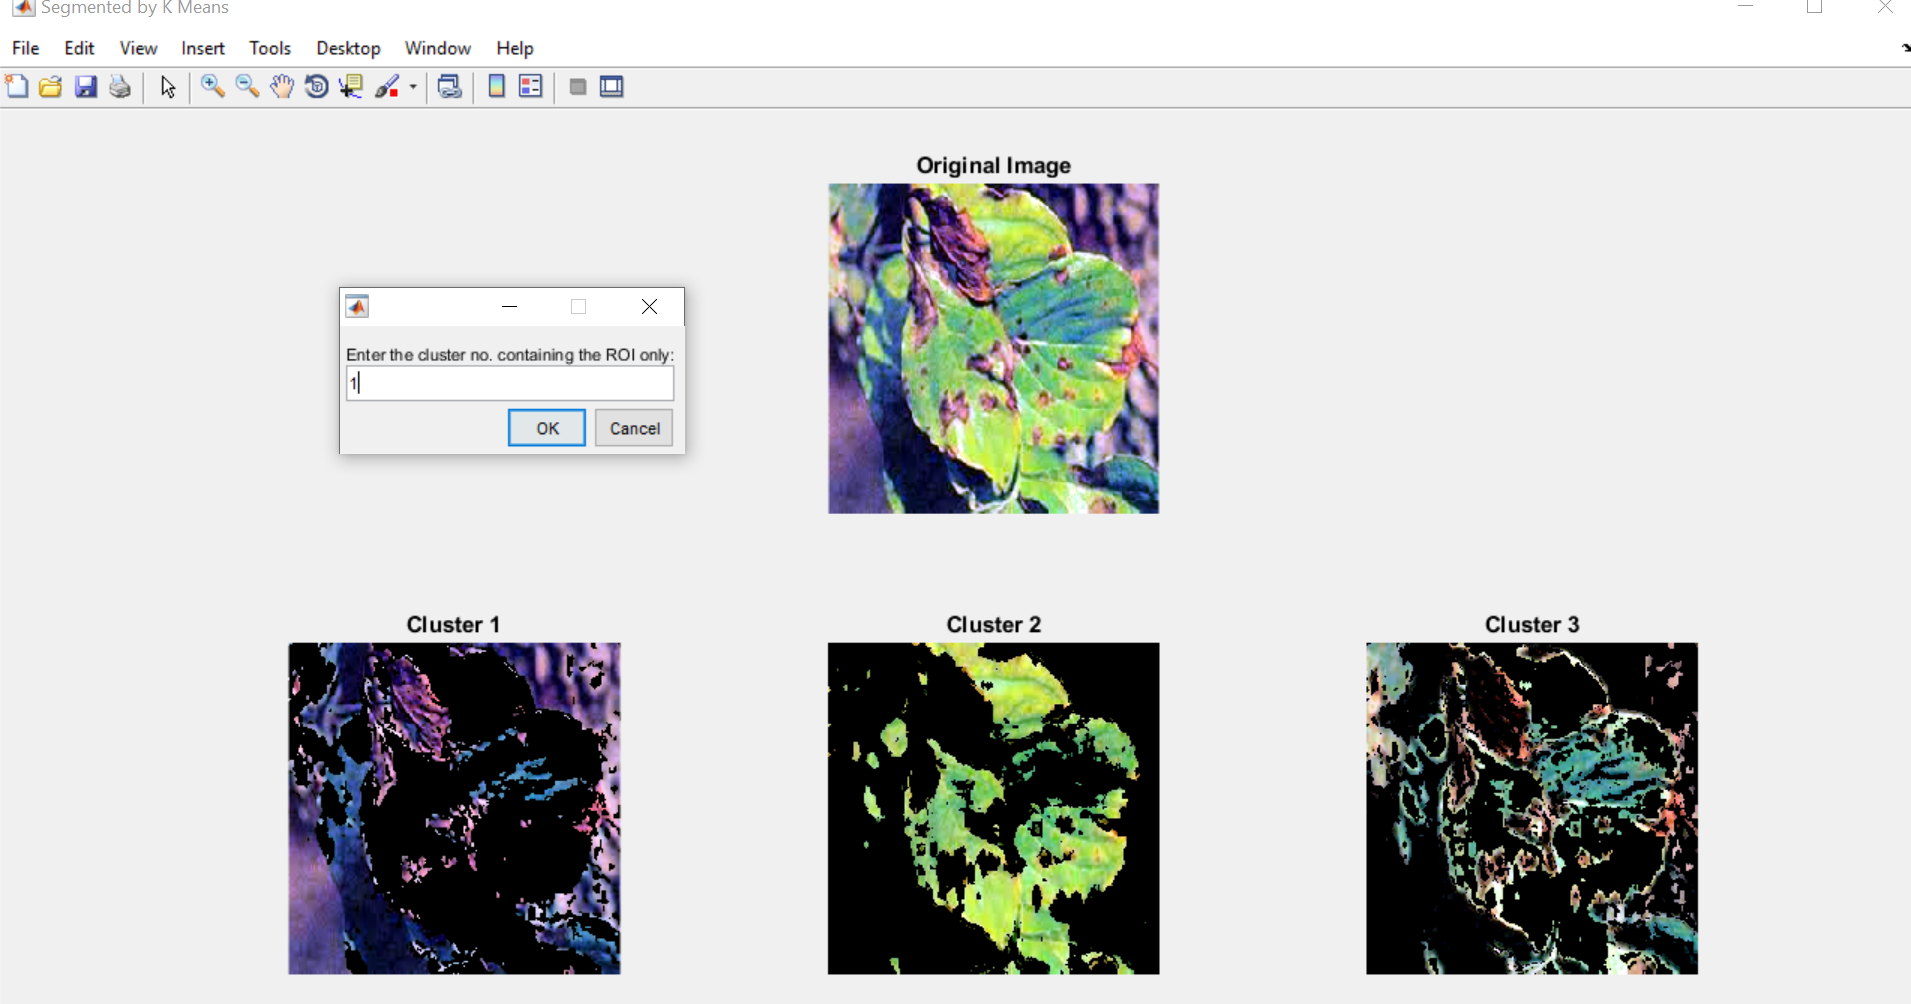 Segmented by K Means
File Edit View Insert Tools Desktop Window Help
Original Image
Enter the cluster no. containing the ROI only:
1
OK Cancel
Cluster 1 Cluster 2 Cluster 3